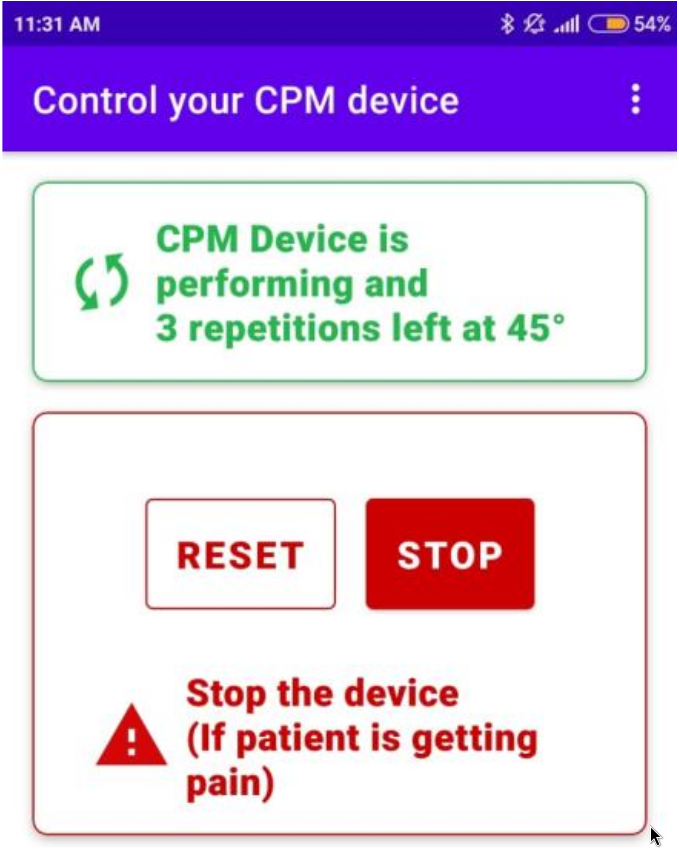 11:31 AM 54%
Control your CPM device
CPM Device is
performing and
3 repetitions left at 45°
RESET STOP
Stop the device
(If patient is getting
pain)